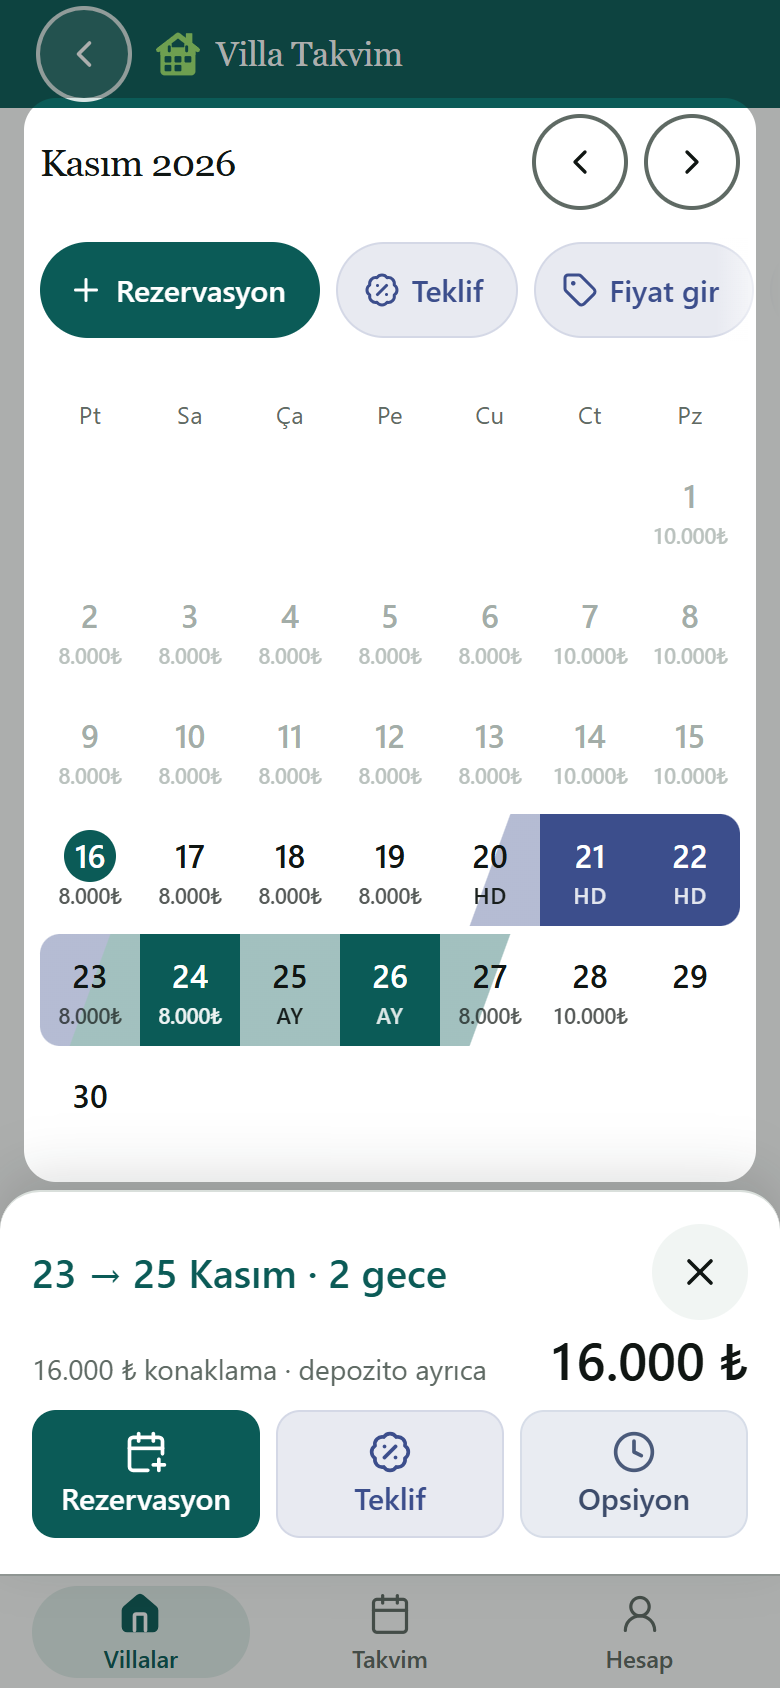 Villa Takvim
Kasım 2026
Rezervasyon Teklif Fiyat gir
Pt Sa Ça Pe Cu Ct Pz
1
10.000₺
2 3 4 5 6 7 8
8.000₺ 8.000₺ 8.000₺ 8.000₺ 8.000₺ 10.000₺ 10.000₺
9 10 11 12 13 14 15
8.000₺ 8.000₺ 8.000₺ 8.000₺ 8.000₺ 10.000₺ 10.000₺
16 17 18 19 20 21 22
8.000₺ 8.000₺ 8.000₺ 8.000₺ HD HD HD
23 24 25 26 27 28 29
8.000₺ 8.000₺ AY AY 8.000₺ 10.000₺
30
23 → 25 Kasım · 2 gece
16.000 ₺ konaklama · depozito ayrıca 16.000 ₺
Rezervasyon Teklif Opsiyon
Villalar Takvim Hesap